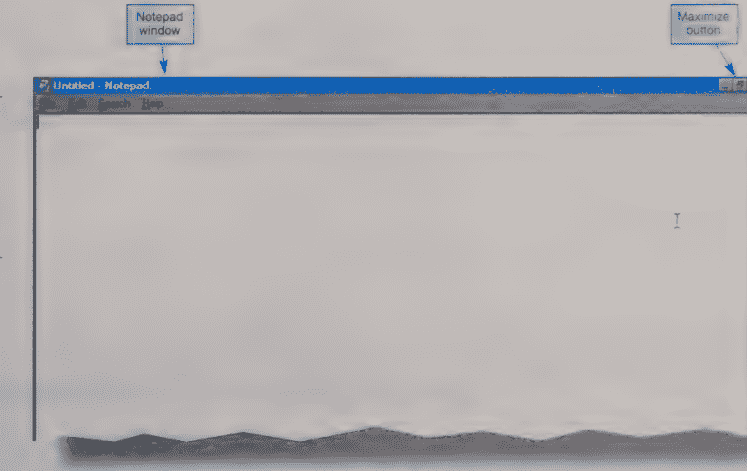 Notepad
window
Maximize
button
Untitled - Notepad
Search Help